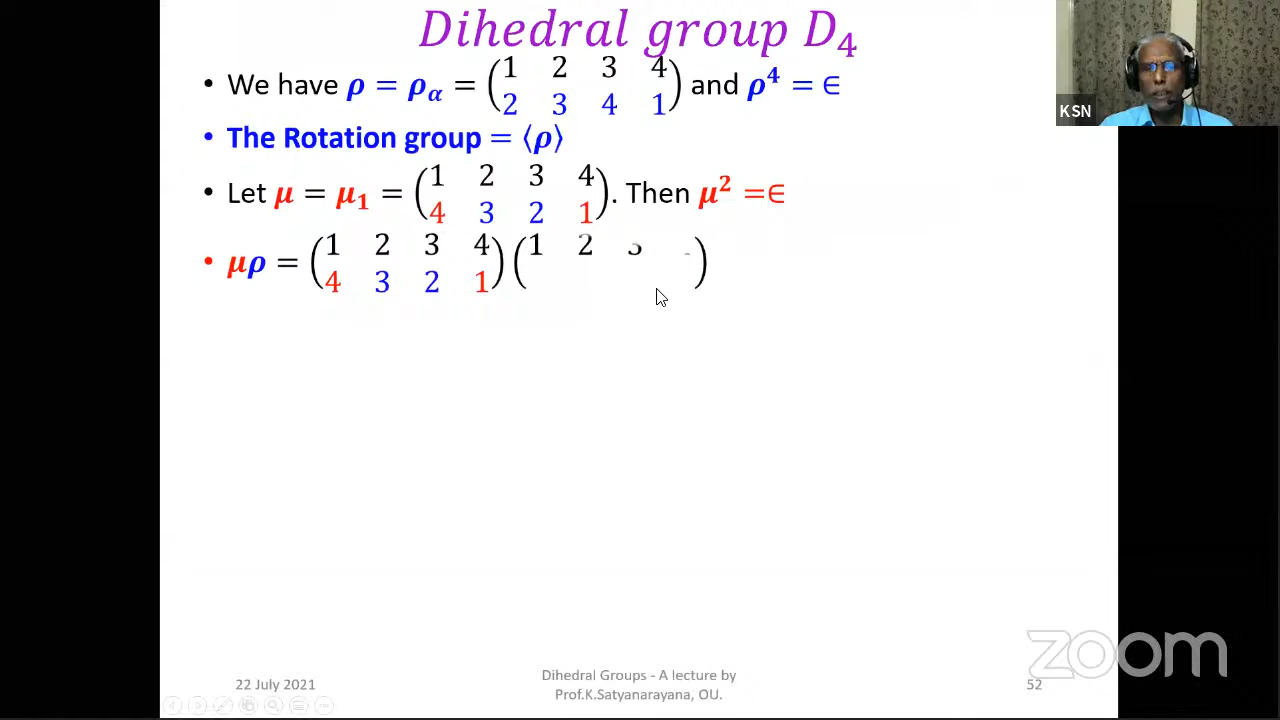 Dihedral group D₄
KSN
• We have ρ = ρ_α = (1 2 3 4 / 2 3 4 1) and ρ⁴ = ∈
• The Rotation group = ⟨ρ⟩
• Let μ = μ₁ = (1 2 3 4 / 4 3 2 1). Then μ² =∈
• μρ = (1 2 3 4 / 4 3 2 1)(1 2 3 )
zoom
22 July 2021
Dihedral Groups - A lecture by
Prof.K.Satyanarayana, OU.
52